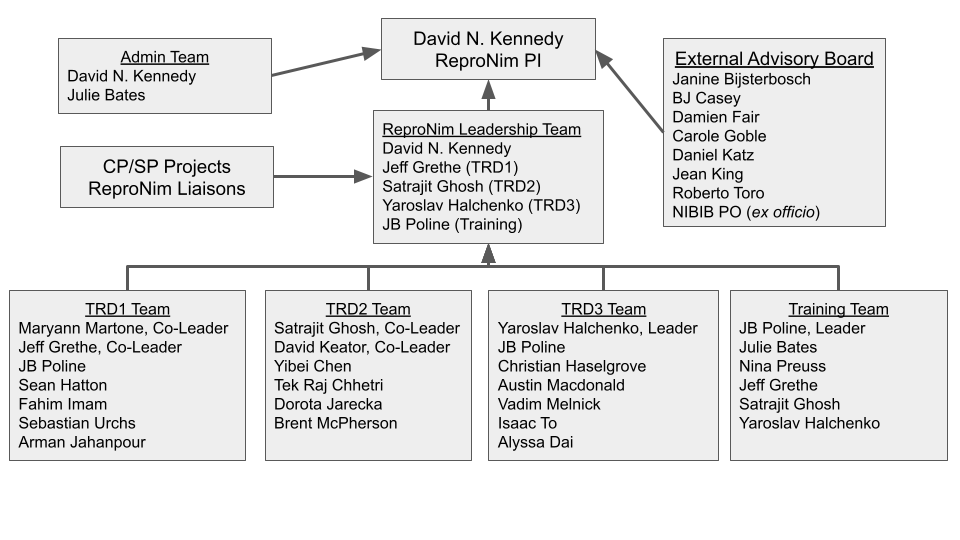 David N. Kennedy
ReproNim PI
Admin Team
David N. Kennedy
Julie Bates
External Advisory Board
Janine Bijsterbosch
BJ Casey
Damien Fair
Carole Goble
Daniel Katz
Jean King
Roberto Toro
NIBIB PO (ex officio)
ReproNim Leadership Team
David N. Kennedy
Jeff Grethe (TRD1)
Satrajit Ghosh (TRD2)
Yaroslav Halchenko (TRD3)
JB Poline (Training)
CP/SP Projects
ReproNim Liaisons
TRD1 Team
Maryann Martone, Co-Leader
Jeff Grethe, Co-Leader
JB Poline
Sean Hatton
Fahim Imam
Sebastian Urchs
Arman Jahanpour
TRD2 Team
Satrajit Ghosh, Co-Leader
David Keator, Co-Leader
Yibei Chen
Tek Raj Chhetri
Dorota Jarecka
Brent McPherson
TRD3 Team
Yaroslav Halchenko, Leader
JB Poline
Christian Haselgrove
Austin Macdonald
Vadim Melnick
Isaac To
Alyssa Dai
Training Team
JB Poline, Leader
Julie Bates
Nina Preuss
Jeff Grethe
Satrajit Ghosh
Yaroslav Halchenko